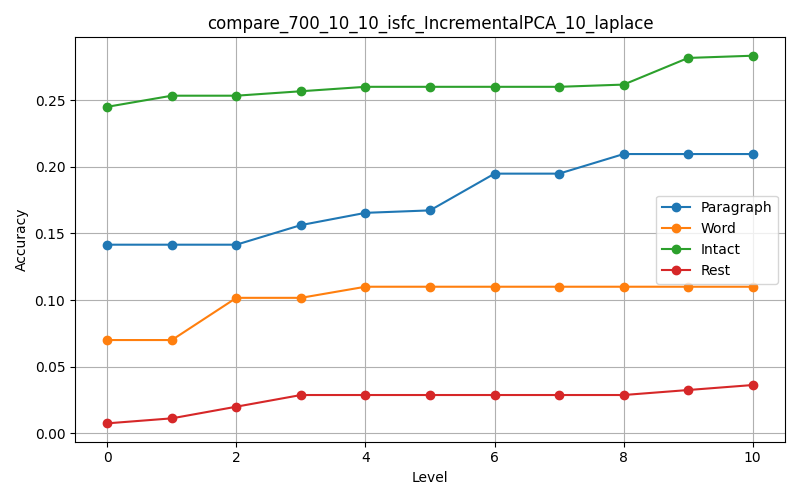 compare_700_10_10_isfc_IncrementalPCA_10_laplace
Accuracy
0.25
0.20
0.15
0.10
0.05
0.00
Paragraph
Word
Intact
Rest
0 2 4 6 8 10
Level